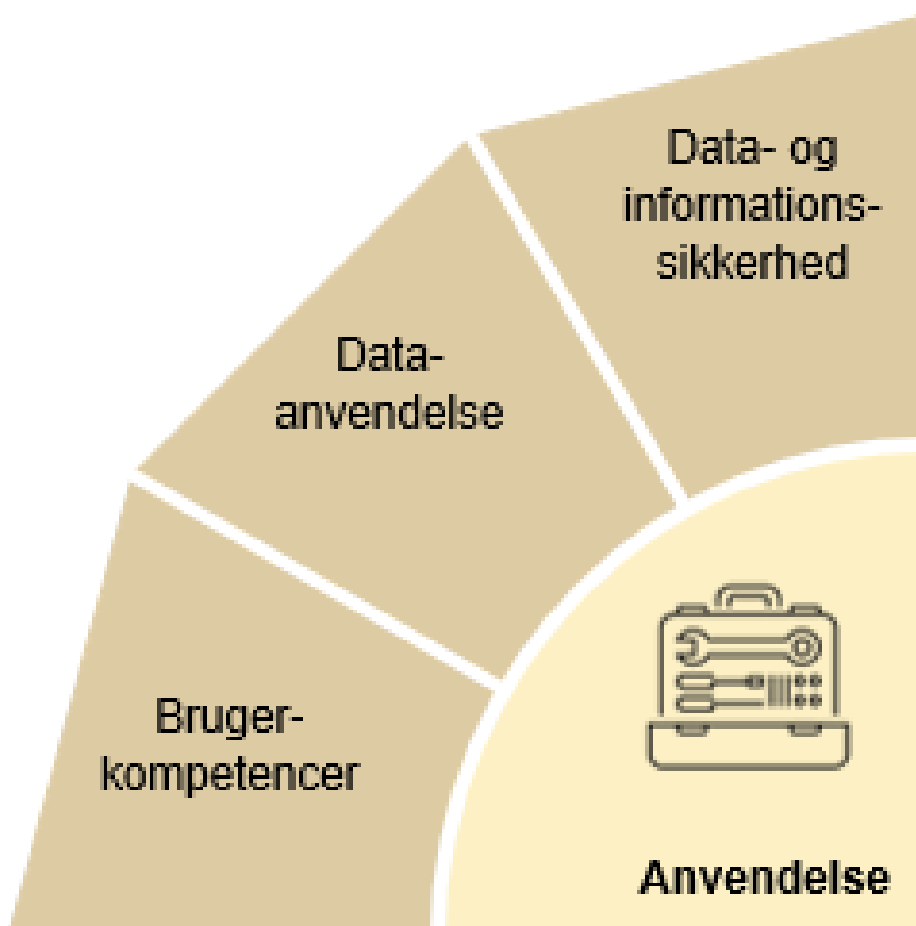 Data- og
informations-
sikkerhed
Data-
anvendelse
Bruger-
kompetencer
Anvendelse